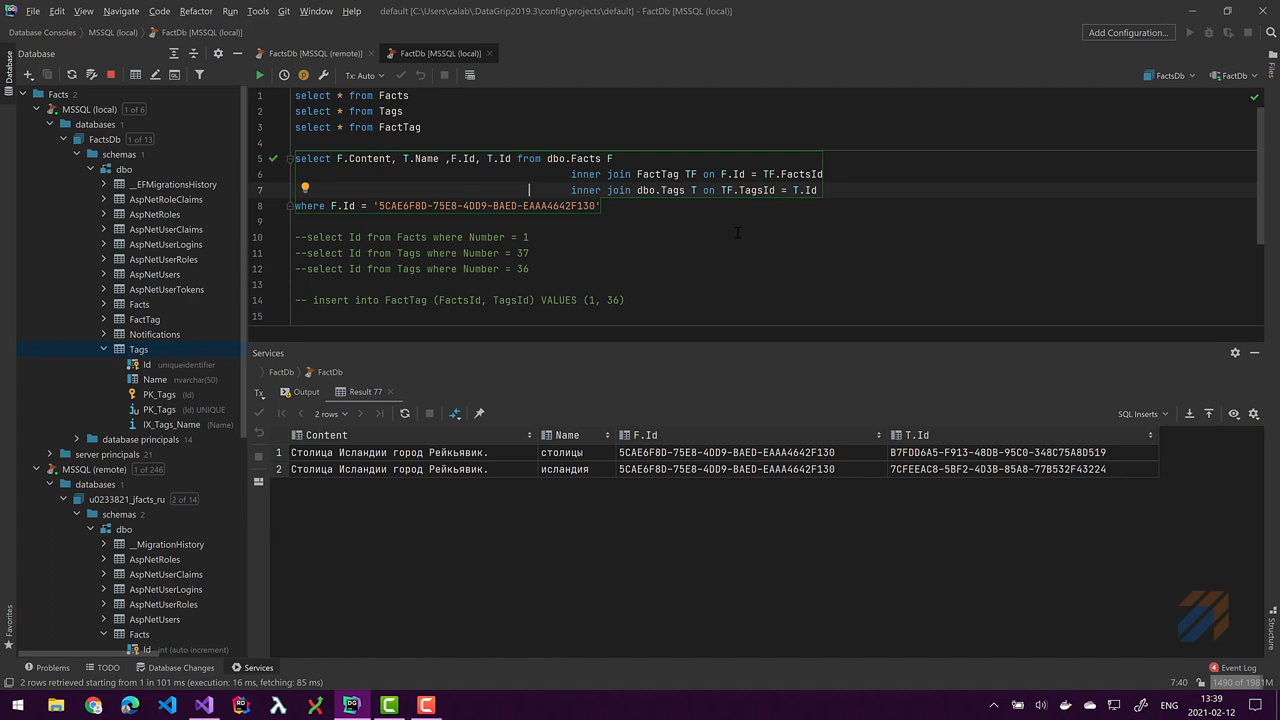 File Edit View Navigate Code Refactor Run Tools Git Window Help default [C:\Users\calab\.DataGrip2019.3\config\projects\default] - FactDb [MSSQL (local)]
Database Consoles MSSQL (local) FactDb [MSSQL (local)] Add Configuration...
Database
Files
Database
FactsDb [MSSQL (remote)] FactDb [MSSQL (local)]
Tx: Auto FactsDb FactDb
Facts 2
MSSQL (local) 1 of 6
databases 1
FactsDb 1 of 13
schemas 1
dbo
__EFMigrationsHistory
AspNetRoleClaims
AspNetRoles
AspNetUserClaims
AspNetUserLogins
AspNetUserRoles
AspNetUsers
AspNetUserTokens
Facts
FactTag
Notifications
Tags
Id uniqueidentifier
Name nvarchar(50)
PK_Tags (Id)
PK_Tags (Id) UNIQUE
IX_Tags_Name (Name)
database principals 14
server principals 21
MSSQL (remote) 1 of 246
databases 1
u0233821_jfacts_ru 2 of 14
schemas 2
dbo
__MigrationHistory
AspNetRoles
AspNetUserClaims
AspNetUserLogins
AspNetUserRoles
AspNetUsers
Facts
Id int (auto increment)
1 select * from Facts
2 select * from Tags
3 select * from FactTag
4
5 select F.Content, T.Name ,F.Id, T.Id from dbo.Facts F
6 inner join FactTag TF on F.Id = TF.FactsId
7 inner join dbo.Tags T on TF.TagsId = T.Id
8 where F.Id = '5CAE6F8D-75E8-4DD9-BAED-EAAA4642F130'
9
10 --select Id from Facts where Number = 1
11 --select Id from Tags where Number = 37
12 --select Id from Tags where Number = 36
13
14 -- insert into FactTag (FactsId, TagsId) VALUES (1, 36)
15
Services
FactDb FactDb
Tx Output Result 77
2 rows SQL Inserts
Content Name F.Id T.Id
1 Столица Исландии город Рейкьявик. столицы 5CAE6F8D-75E8-4DD9-BAED-EAAA4642F130 B7FDD6A5-F913-48DB-95C0-348C75A8D519
2 Столица Исландии город Рейкьявик. исландия 5CAE6F8D-75E8-4DD9-BAED-EAAA4642F130 7CFEEAC8-5BF2-4D3B-85A8-77B532F43224
Favorites
Structure
Problems TODO Database Changes Services 4 Event Log
2 rows retrieved starting from 1 in 101 ms (execution: 16 ms, fetching: 85 ms) 7:40 1490 of 1981M
ENG 13:39
2021-02-12